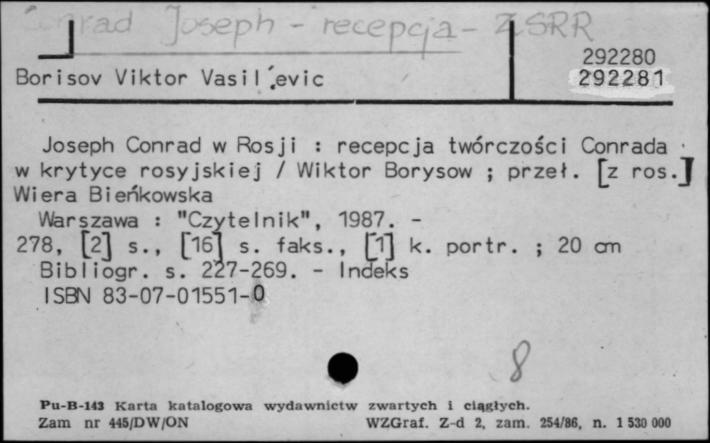 Conrad Joseph - recepcja - ZSRR
292280
Borisov Viktor Vasil'evic 292281
Joseph Conrad w Rosji : recepcja twórczości Conrada
w krytyce rosyjskiej / Wiktor Borysow ; przeł. [z ros.]
Wiera Bieńkowska
Warszawa : "Czytelnik", 1987. -
278, [2] s., [16] s. faks., [1] k. portr. ; 20 cm
Bibliogr. s. 227-269. - Indeks
ISBN 83-07-01551-0
8
Pu-B-143 Karta katalogowa wydawnictw zwartych i ciągłych.
Zam nr 445/DW/ON WZGraf. Z-d 2, zam. 254/86, n. 1 530 000